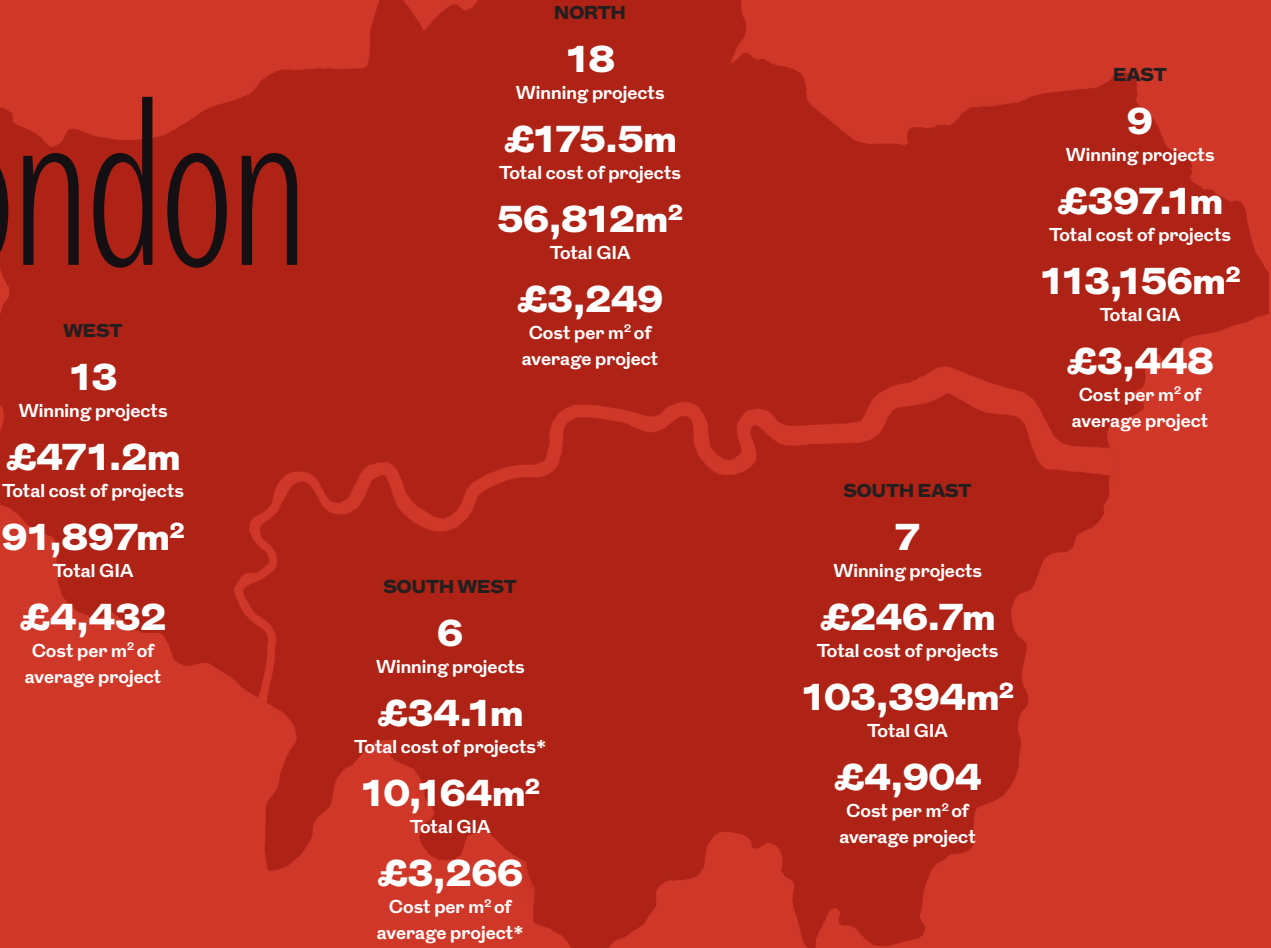 ondon
NORTH
18
Winning projects
£175.5m
Total cost of projects
56,812m²
Total GIA
£3,249
Cost per m² of
average project
EAST
9
Winning projects
£397.1m
Total cost of projects
113,156m²
Total GIA
£3,448
Cost per m² of
average project
WEST
13
Winning projects
£471.2m
Total cost of projects
91,897m²
Total GIA
£4,432
Cost per m² of
average project
SOUTH WEST
6
Winning projects
£34.1m
Total cost of projects*
10,164m²
Total GIA
£3,266
Cost per m² of
average project*
SOUTH EAST
7
Winning projects
£246.7m
Total cost of projects
103,394m²
Total GIA
£4,904
Cost per m² of
average project